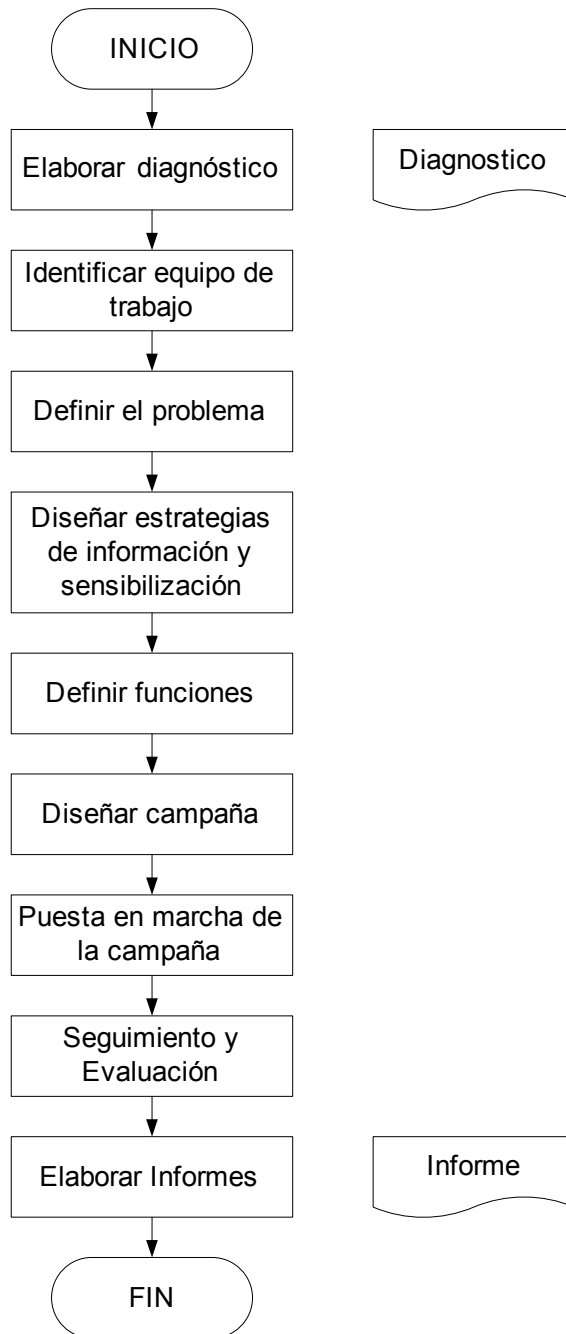 INICIO
Elaborar diagnóstico
Diagnostico
Identificar equipo de
trabajo
Definir el problema
Diseñar estrategias
de información y
sensibilización
Definir funciones
Diseñar campaña
Puesta en marcha de
la campaña
Seguimiento y
Evaluación
Elaborar Informes
Informe
FIN